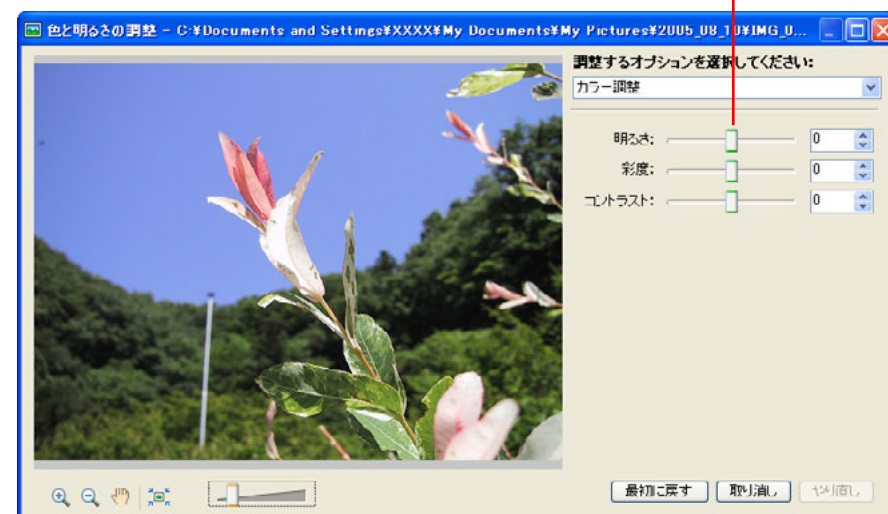 色と明るさの調整 - C:¥Documents and Settings¥XXXX¥My Documents¥My Pictures¥2005_08_10¥IMG_0...
調整するオプションを選択してください:
カラー調整
明るさ: 0
彩度: 0
コントラスト: 0
最初に戻す 取り消し やり直し